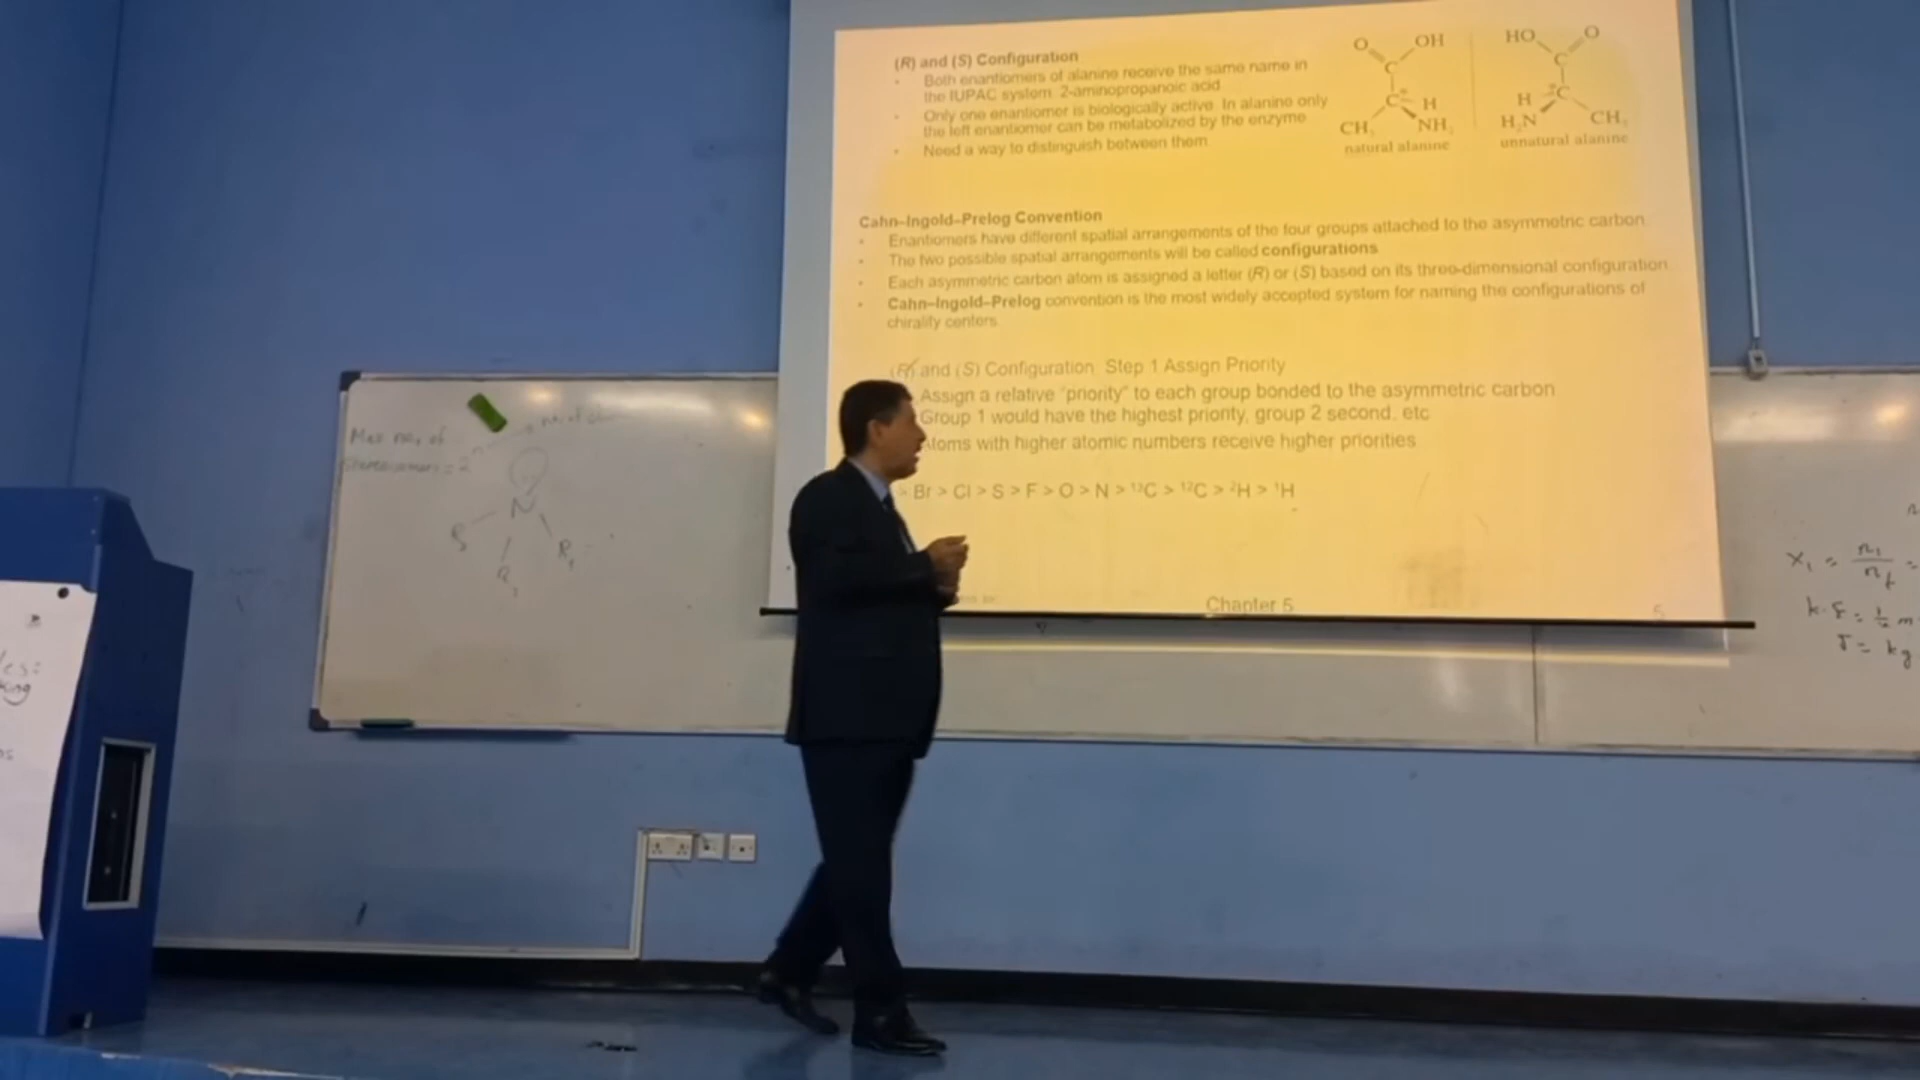 (R) and (S) Configuration
Both enantiomers of alanine receive the same name in
the IUPAC system: 2-aminopropanoic acid
Only one enantiomer is biologically active. In alanine only
the left enantiomer can be metabolized by the enzyme
Need a way to distinguish between them
O OH
C
C* H
CH₃ NH₂
natural alanine
HO O
C
H *C
H₂N CH₃
unnatural alanine
Cahn–Ingold–Prelog Convention
Enantiomers have different spatial arrangements of the four groups attached to the asymmetric carbon
The two possible spatial arrangements will be called configurations
Each asymmetric carbon atom is assigned a letter (R) or (S) based on its three-dimensional configuration
Cahn–Ingold–Prelog convention is the most widely accepted system for naming the configurations of
chirality centers
(R) and (S) Configuration: Step 1 Assign Priority
Assign a relative "priority" to each group bonded to the asymmetric carbon
Group 1 would have the highest priority, group 2 second, etc
Atoms with higher atomic numbers receive higher priorities
> Br > Cl > S > F > O > N > ¹³C > ¹²C > ²H > ¹H
Chapter 5
5
Max no. of
N
R₁
X₁ = n₁/nₜ =
k.E = ½ m
J = kg